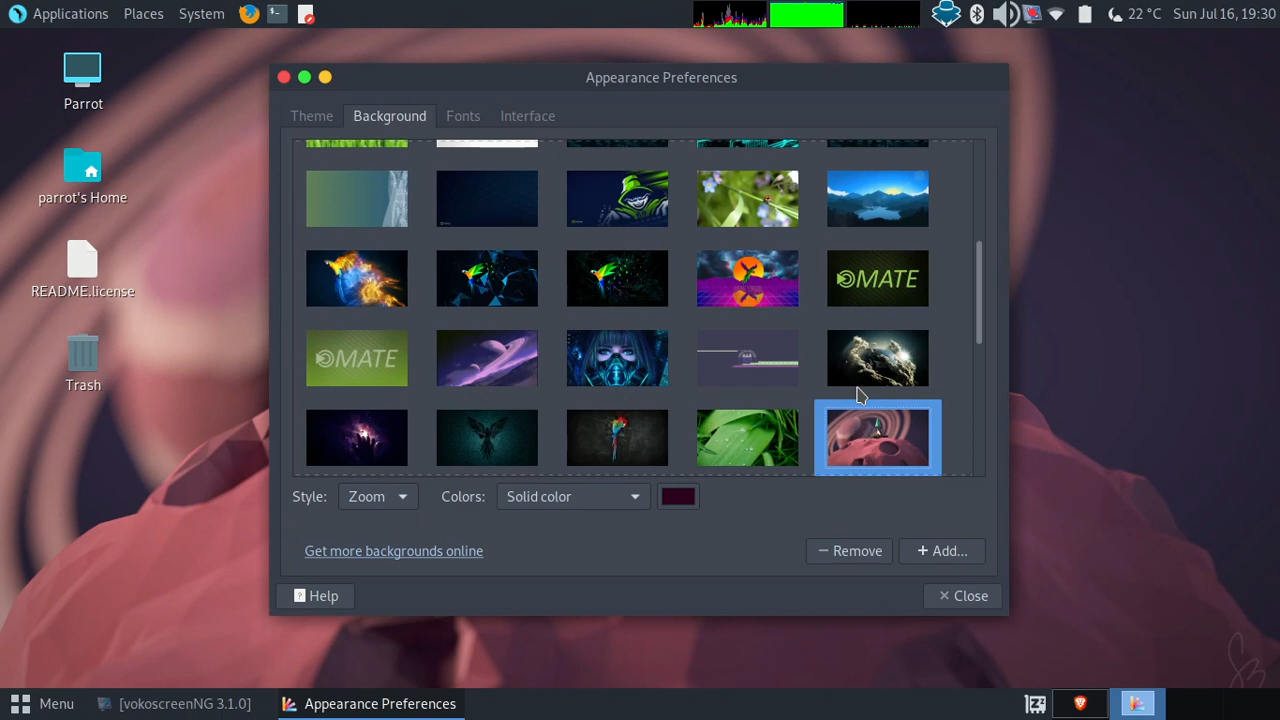 Applications Places System
22 °C Sun Jul 16, 19:30
Parrot
parrot's Home
README.license
Trash
Appearance Preferences
Theme Background Fonts Interface
MATE
MATE
Style: Zoom Colors: Solid color
Get more backgrounds online
Remove Add...
Help
Close
Menu [vokoscreenNG 3.1.0] Appearance Preferences